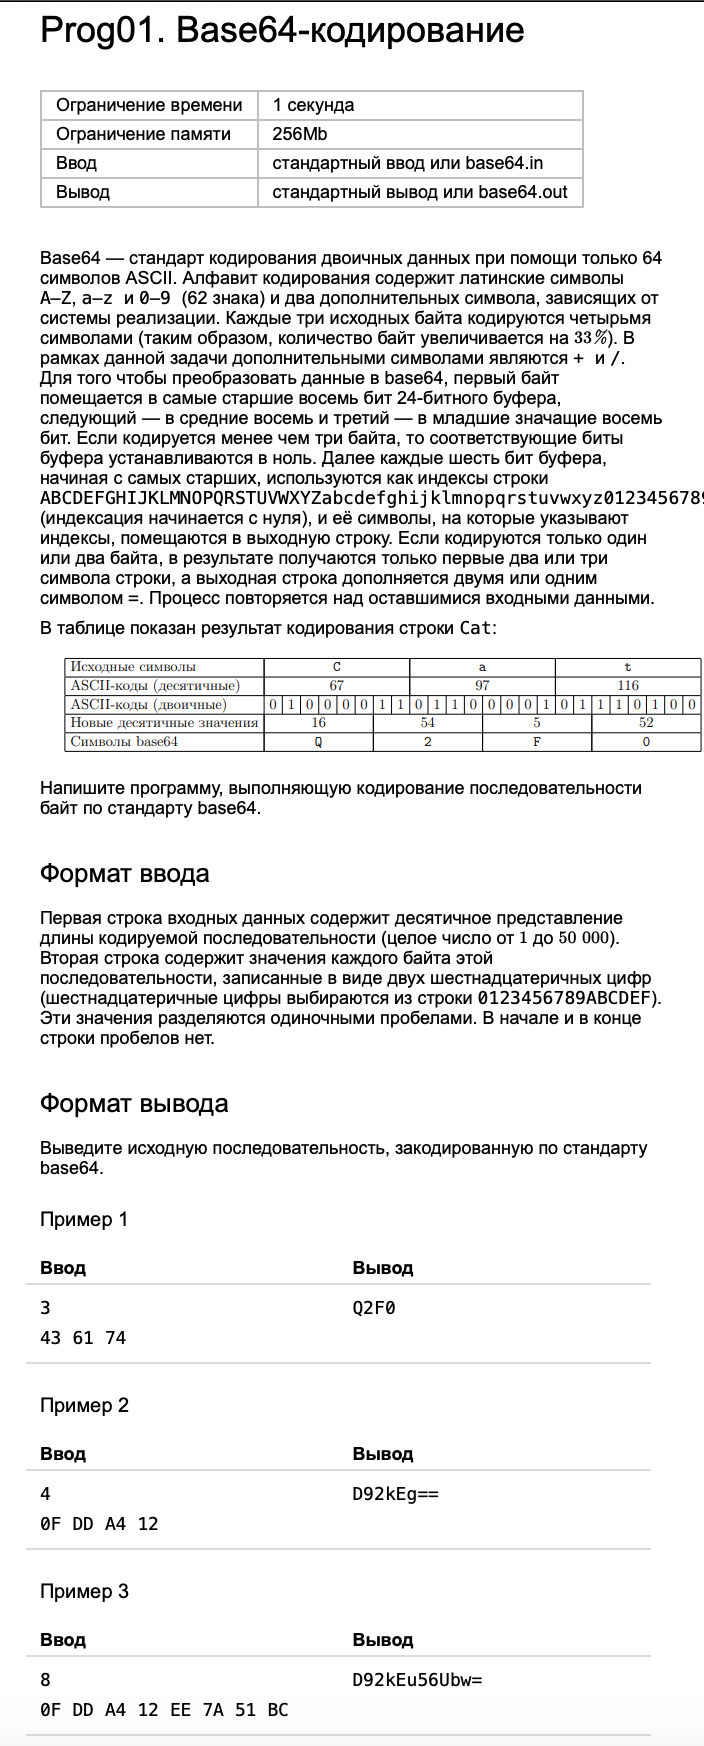 Prog01. Base64-кодирование
Ограничение времени 1 секунда
Ограничение памяти 256Mb
Ввод стандартный ввод или base64.in
Вывод стандартный вывод или base64.out
Base64 — стандарт кодирования двоичных данных при помощи только 64
символов ASCII. Алфавит кодирования содержит латинские символы
A–Z, a–z и 0–9 (62 знака) и два дополнительных символа, зависящих от
системы реализации. Каждые три исходных байта кодируются четырьмя
символами (таким образом, количество байт увеличивается на 33%). В
рамках данной задачи дополнительными символами являются + и /.
Для того чтобы преобразовать данные в base64, первый байт
помещается в самые старшие восемь бит 24-битного буфера,
следующий — в средние восемь и третий — в младшие значащие восемь
бит. Если кодируется менее чем три байта, то соответствующие биты
буфера устанавливаются в ноль. Далее каждые шесть бит буфера,
начиная с самых старших, используются как индексы строки
ABCDEFGHIJKLMNOPQRSTUVWXYZabcdefghijklmnopqrstuvwxyz0123456789
(индексация начинается с нуля), и её символы, на которые указывают
индексы, помещаются в выходную строку. Если кодируются только один
или два байта, в результате получаются только первые два или три
символа строки, а выходная строка дополняется двумя или одним
символом =. Процесс повторяется над оставшимися входными данными.
В таблице показан результат кодирования строки Cat:
Исходные символы C a t
ASCII-коды (десятичные) 67 97 116
ASCII-коды (двоичные) 0 1 0 0 0 0 1 1 0 1 1 0 0 0 0 1 0 1 1 1 0 1 0 0
Новые десятичные значения 16 54 5 52
Символы base64 Q 2 F 0
Напишите программу, выполняющую кодирование последовательности
байт по стандарту base64.
Формат ввода
Первая строка входных данных содержит десятичное представление
длины кодируемой последовательности (целое число от 1 до 50 000).
Вторая строка содержит значения каждого байта этой
последовательности, записанные в виде двух шестнадцатеричных цифр
(шестнадцатеричные цифры выбираются из строки 0123456789ABCDEF).
Эти значения разделяются одиночными пробелами. В начале и в конце
строки пробелов нет.
Формат вывода
Выведите исходную последовательность, закодированную по стандарту
base64.
Пример 1
Ввод Вывод
3 Q2F0
43 61 74
Пример 2
Ввод Вывод
4 D92kEg==
0F DD A4 12
Пример 3
Ввод Вывод
8 D92kEu56Ubw=
0F DD A4 12 EE 7A 51 BC